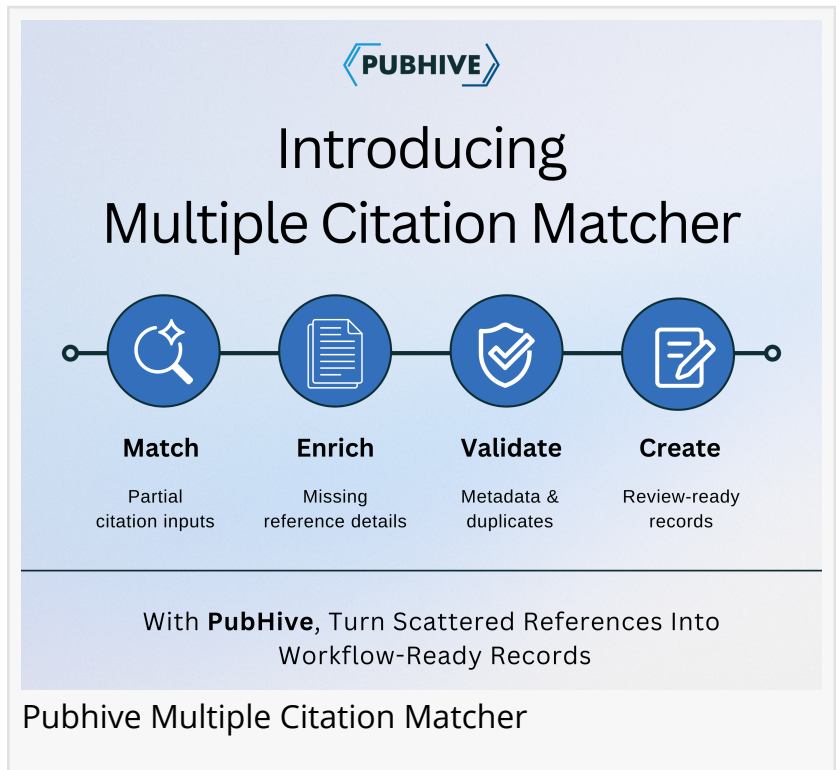 PUBHIVE
Introducing
Multiple Citation Matcher
Match
Partial
citation inputs
Enrich
Missing
reference details
Validate
Metadata &
duplicates
Create
Review-ready
records
With PubHive, Turn Scattered References Into
Workflow-Ready Records
Pubhive Multiple Citation Matcher